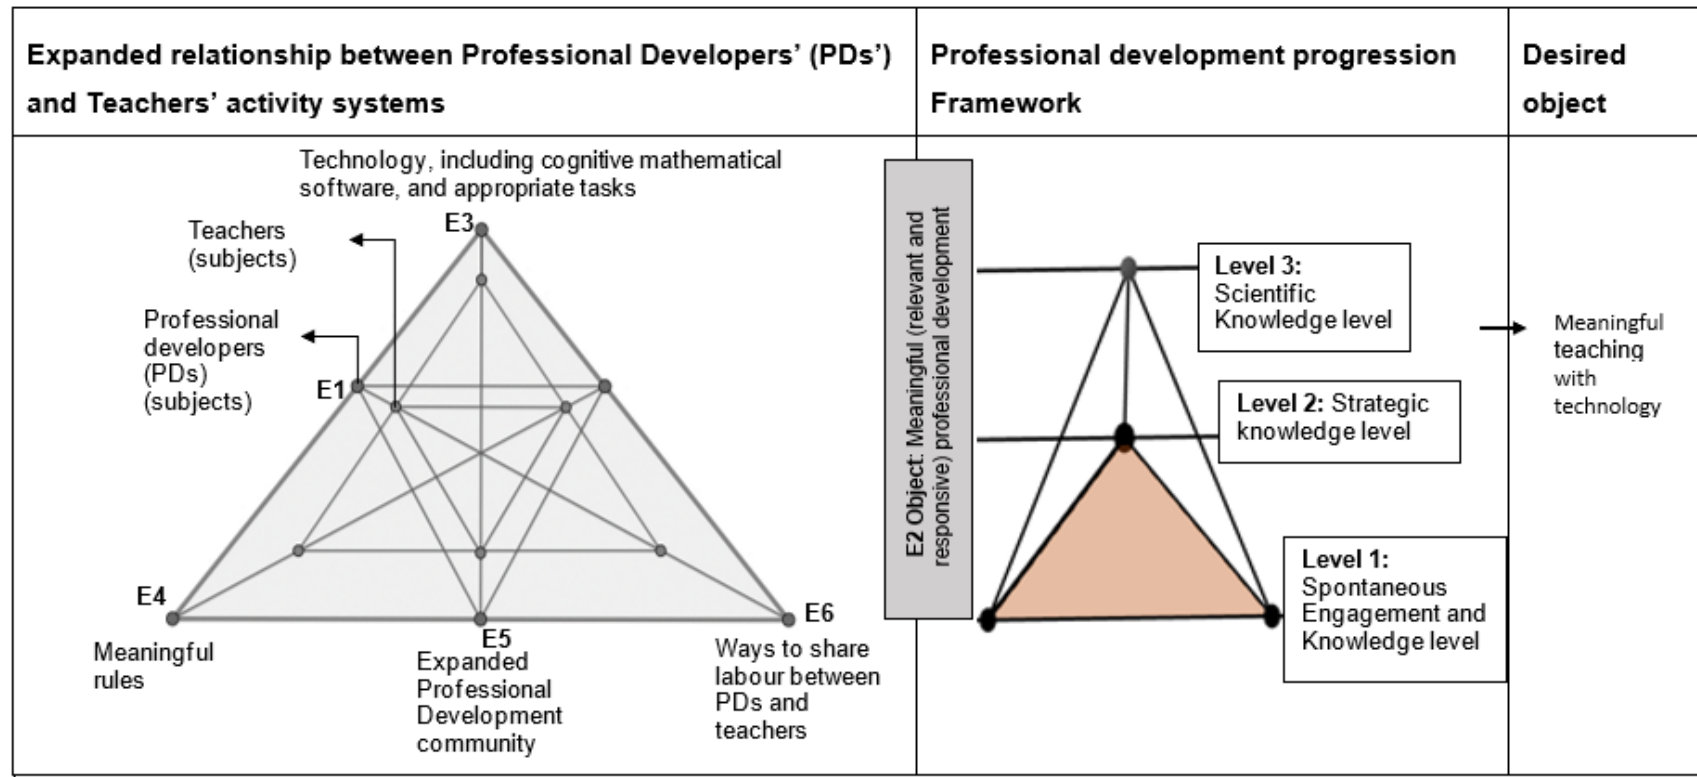 Expanded relationship between Professional Developers' (PDs')
and Teachers' activity systems
Professional development progression
Framework
Desired
object
Technology, including cognitive mathematical
software, and appropriate tasks
E3
Teachers
(subjects)
Professional
developers
(PDs)
(subjects)
E1
E4
Meaningful
rules
E5
Expanded
Professional
Development
community
E6
Ways to share
labour between
PDs and
teachers
E2 Object: Meaningful (relevant and
responsive) professional development
Level 3:
Scientific
Knowledge level
Level 2: Strategic
knowledge level
Level 1:
Spontaneous
Engagement and
Knowledge level
Meaningful
teaching
with
technology